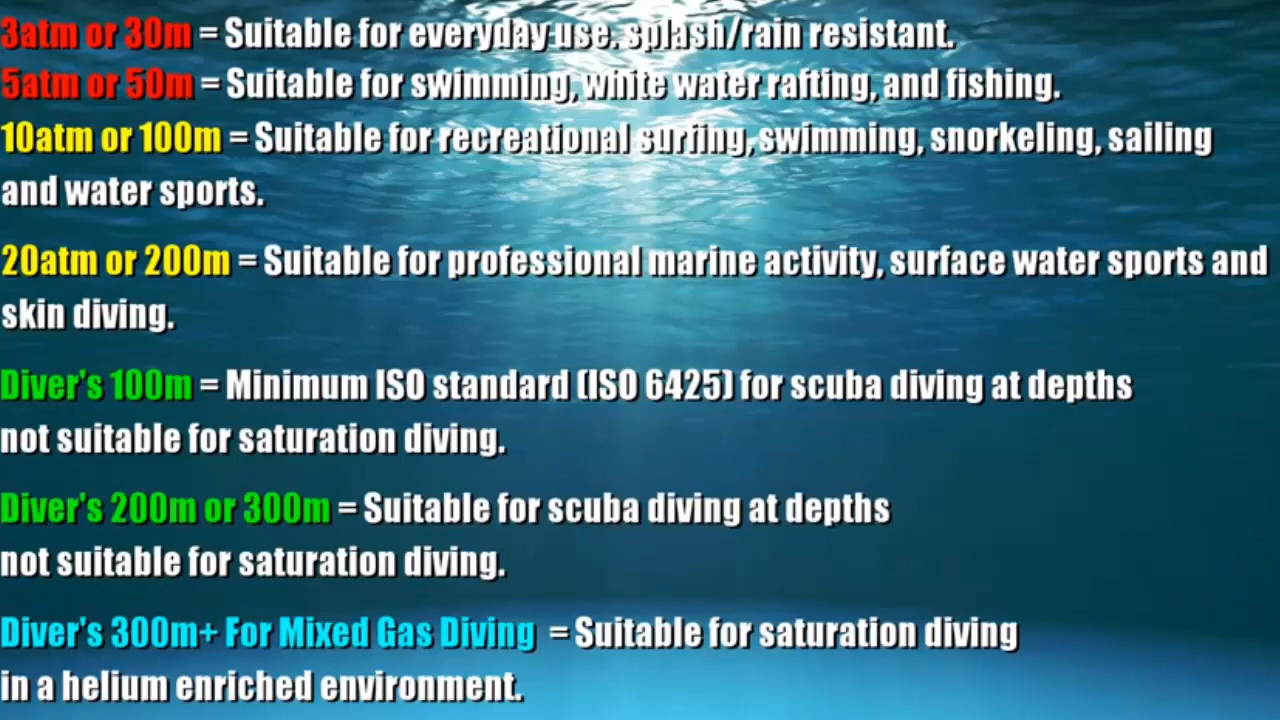 3atm or 30m = Suitable for everyday use. splash/rain resistant.
5atm or 50m = Suitable for swimming, white water rafting, and fishing.
10atm or 100m = Suitable for recreational surfing, swimming, snorkeling, sailing
and water sports.
20atm or 200m = Suitable for professional marine activity, surface water sports and
skin diving.
Diver's 100m = Minimum ISO standard (ISO 6425) for scuba diving at depths
not suitable for saturation diving.
Diver's 200m or 300m = Suitable for scuba diving at depths
not suitable for saturation diving.
Diver's 300m+ For Mixed Gas Diving = Suitable for saturation diving
in a helium enriched environment.